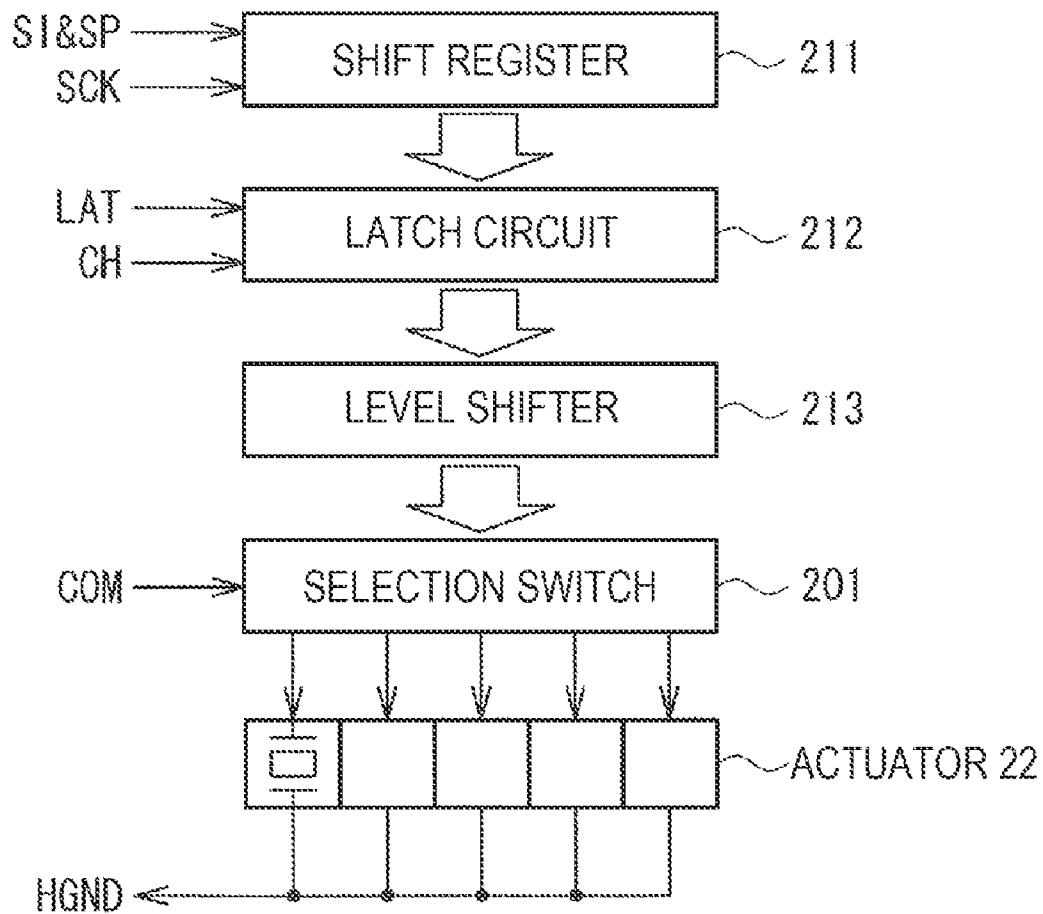 SI&SP
SHIFT REGISTER
211
SCK
LAT
LATCH CIRCUIT
212
CH
LEVEL SHIFTER
213
COM
SELECTION SWITCH
201
ACTUATOR 22
HGND